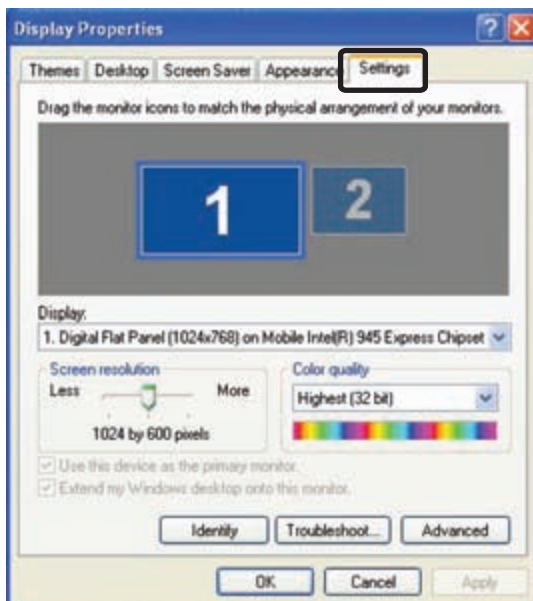 Display Properties
Themes Desktop Screen Saver Appearance Settings
Drag the monitor icons to match the physical arrangement of your monitors.
1 2
Display:
1. Digital Flat Panel (1024x768) on Mobile Intel(R) 945 Express Chipset
Screen resolution Color quality
Less More Highest (32 bit)
1024 by 600 pixels
Use this device as the primary monitor.
Extend my Windows desktop onto this monitor.
Identify Troubleshoot... Advanced
OK Cancel Apply